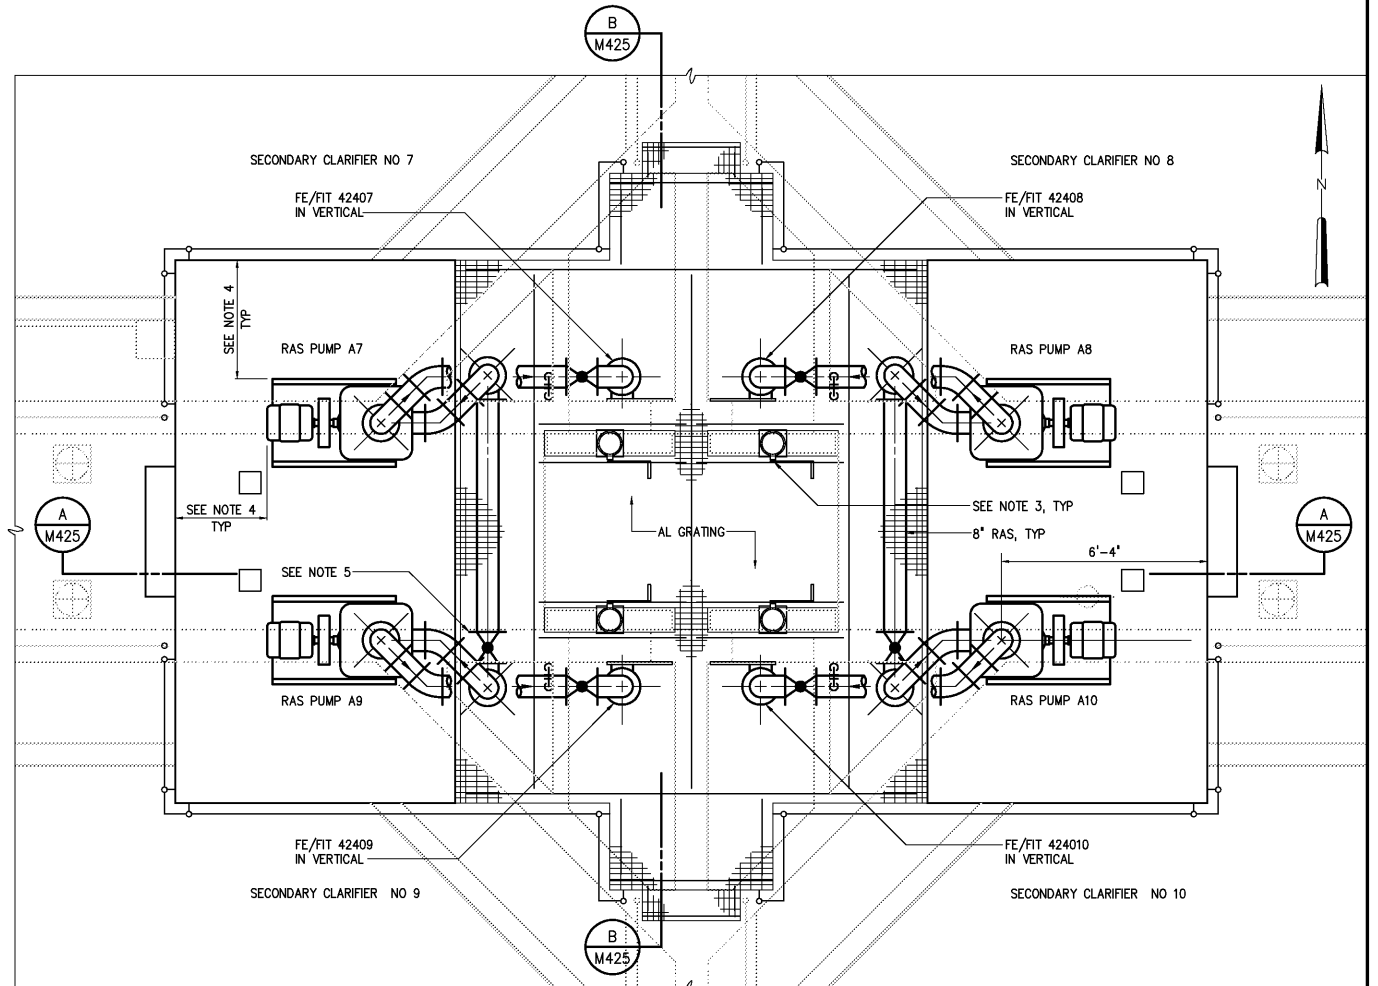 B
M425
SECONDARY CLARIFIER NO 7
SECONDARY CLARIFIER NO 8
FE/FIT 42407
IN VERTICAL
FE/FIT 42408
IN VERTICAL
N
SEE NOTE 4
TYP
RAS PUMP A7
RAS PUMP A8
SEE NOTE 4
TYP
SEE NOTE 3, TYP
A
M425
AL GRATING
8" RAS, TYP
A
M425
6'-4"
SEE NOTE 5
RAS PUMP A9
RAS PUMP A10
FE/FIT 42409
IN VERTICAL
FE/FIT 424010
IN VERTICAL
SECONDARY CLARIFIER NO 9
SECONDARY CLARIFIER NO 10
B
M425